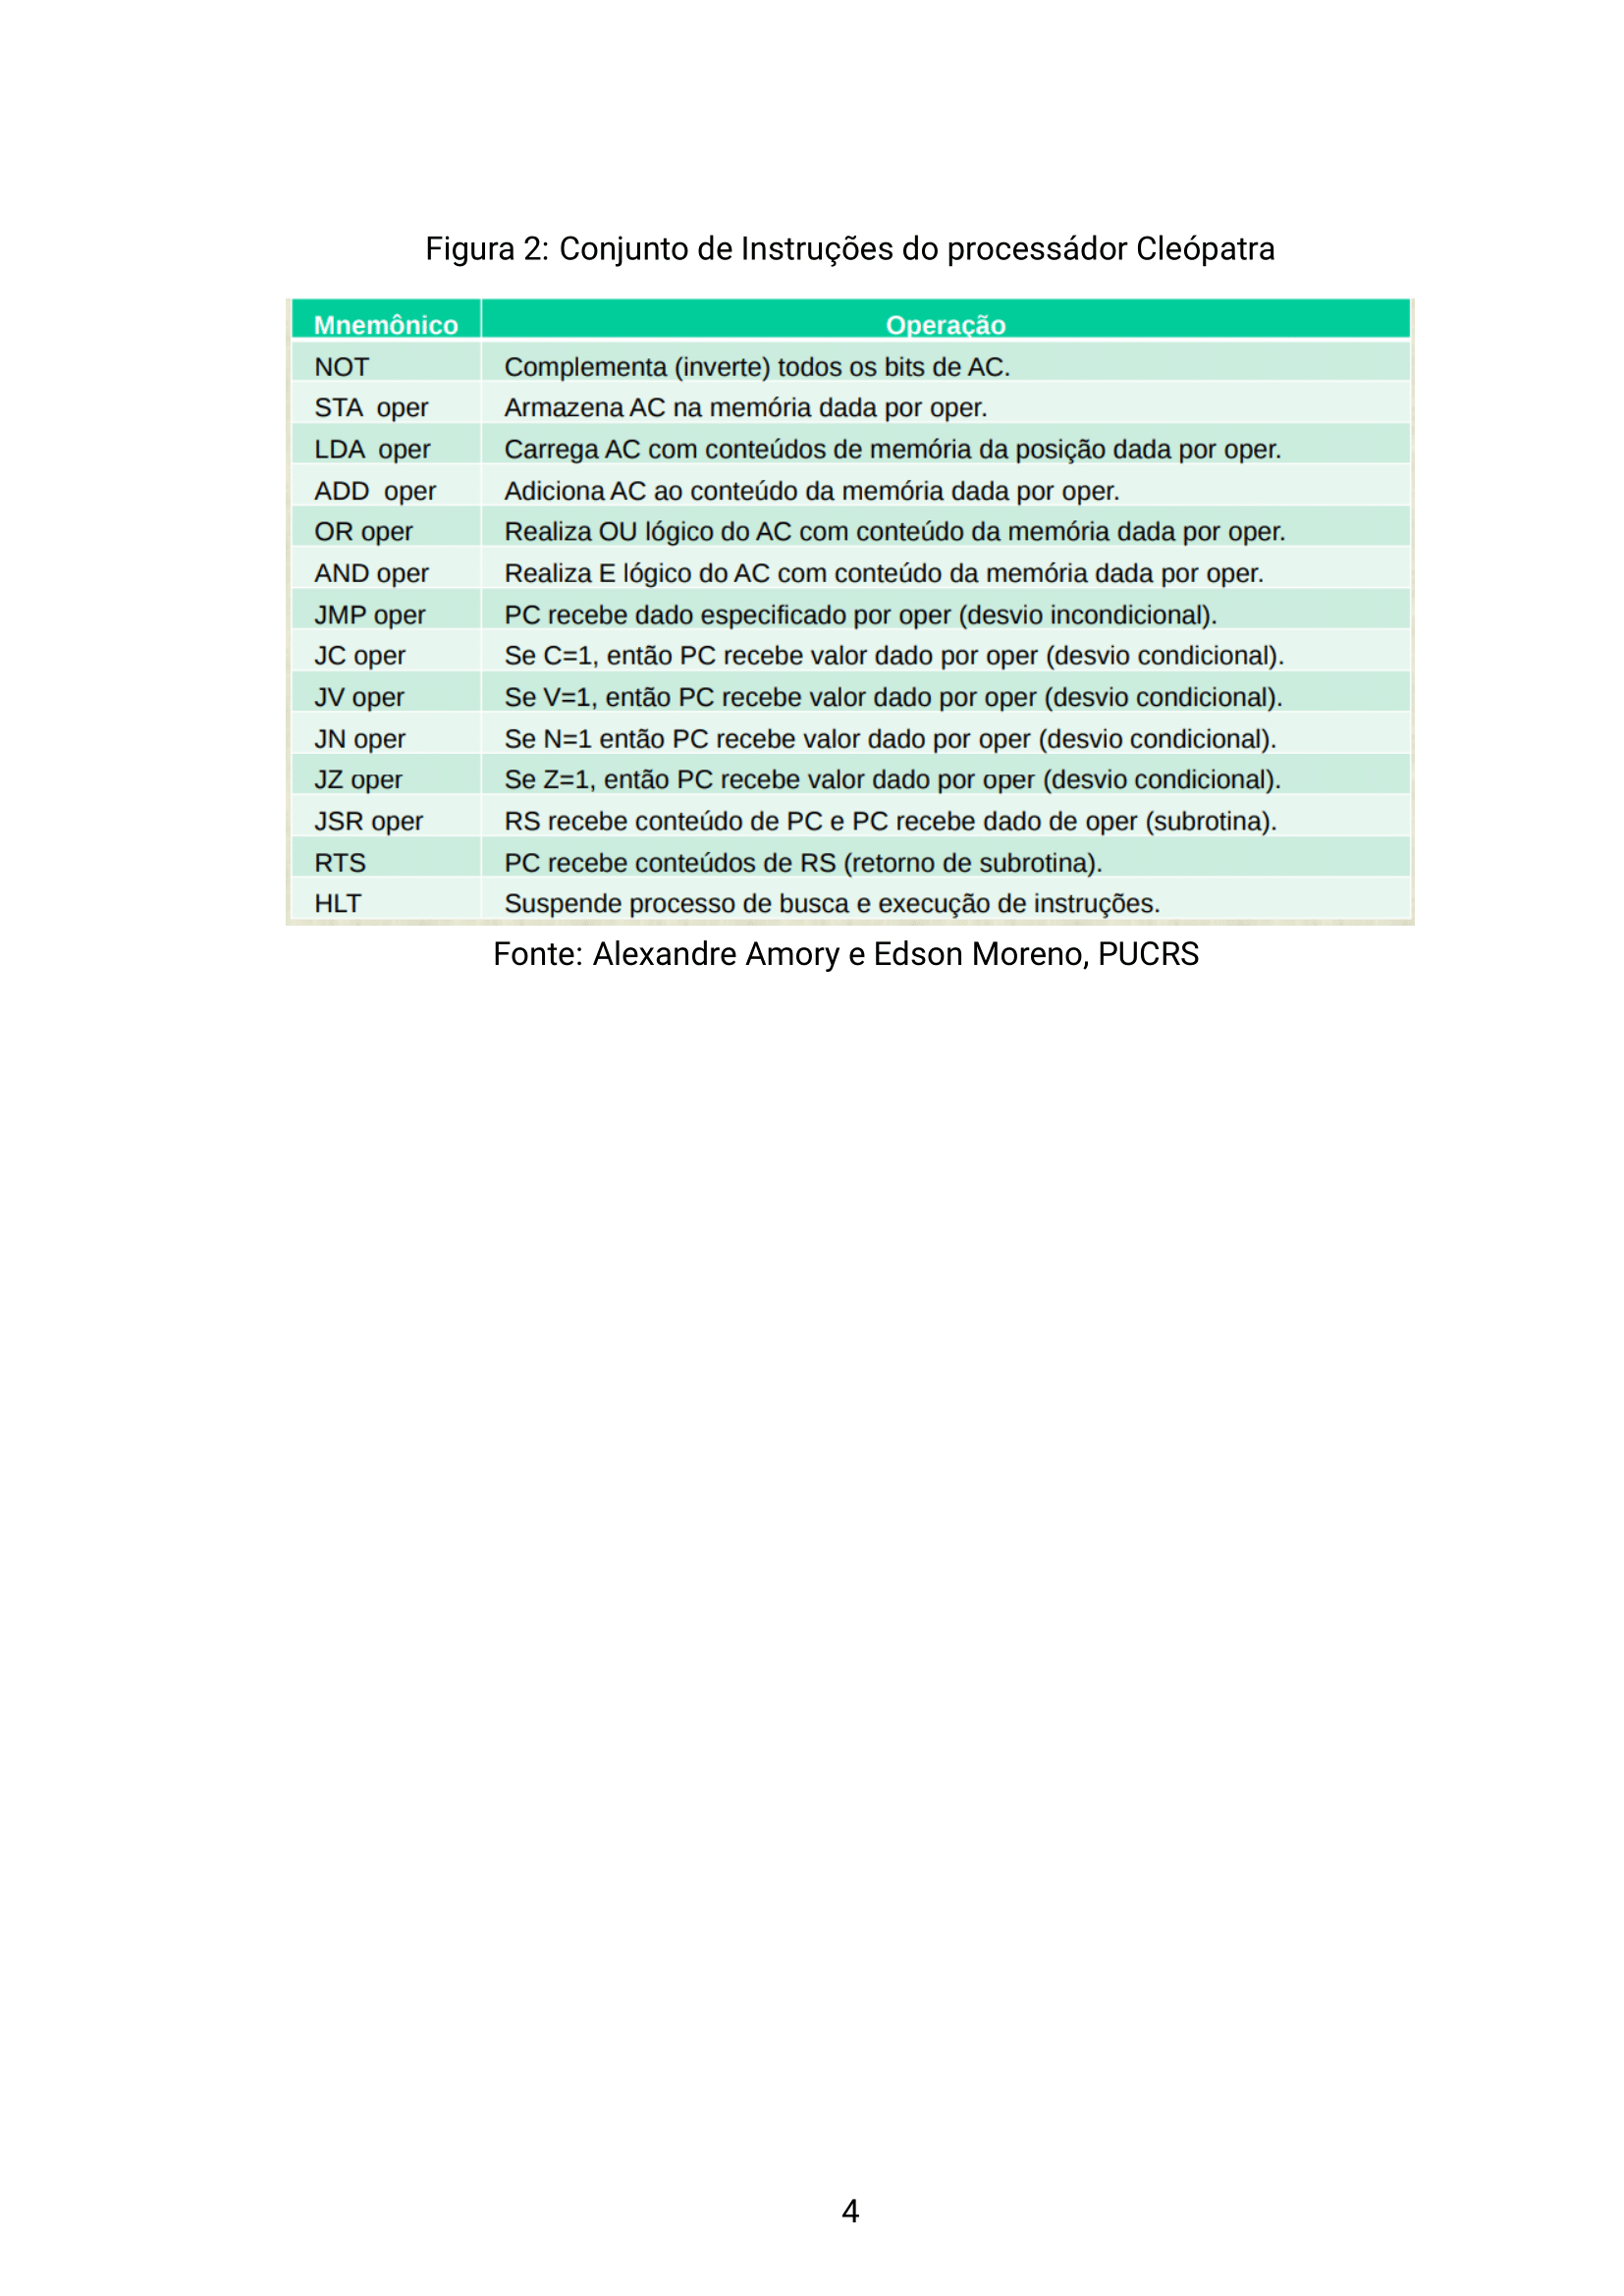 Figura 2: Conjunto de Instruções do processádor Cleópatra
Mnemônico Operação
NOT Complementa (inverte) todos os bits de AC.
STA oper Armazena AC na memória dada por oper.
LDA oper Carrega AC com conteúdos de memória da posição dada por oper.
ADD oper Adiciona AC ao conteúdo da memória dada por oper.
OR oper Realiza OU lógico do AC com conteúdo da memória dada por oper.
AND oper Realiza E lógico do AC com conteúdo da memória dada por oper.
JMP oper PC recebe dado especificado por oper (desvio incondicional).
JC oper Se C=1, então PC recebe valor dado por oper (desvio condicional).
JV oper Se V=1, então PC recebe valor dado por oper (desvio condicional).
JN oper Se N=1 então PC recebe valor dado por oper (desvio condicional).
JZ oper Se Z=1, então PC recebe valor dado por oper (desvio condicional).
JSR oper RS recebe conteúdo de PC e PC recebe dado de oper (subrotina).
RTS PC recebe conteúdos de RS (retorno de subrotina).
HLT Suspende processo de busca e execução de instruções.
Fonte: Alexandre Amory e Edson Moreno, PUCRS
4